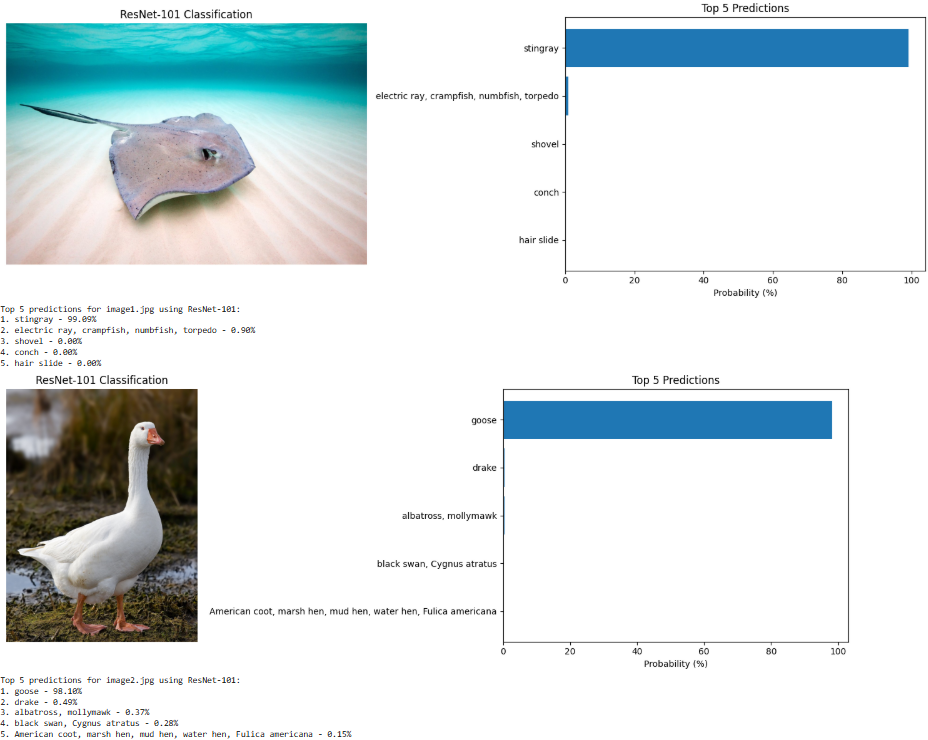 ResNet-101 Classification
Top 5 Predictions
stingray
electric ray, crampfish, numbfish, torpedo
shovel
conch
hair slide
0 20 40 60 80 100
Probability (%)
Top 5 predictions for image1.jpg using ResNet-101:
1. stingray - 99.09%
2. electric ray, crampfish, numbfish, torpedo - 0.90%
3. shovel - 0.00%
4. conch - 0.00%
5. hair slide - 0.00%
ResNet-101 Classification
Top 5 Predictions
goose
drake
albatross, mollymawk
black swan, Cygnus atratus
American coot, marsh hen, mud hen, water hen, Fulica americana
0 20 40 60 80 100
Probability (%)
Top 5 predictions for image2.jpg using ResNet-101:
1. goose - 98.10%
2. drake - 0.49%
3. albatross, mollymawk - 0.37%
4. black swan, Cygnus atratus - 0.28%
5. American coot, marsh hen, mud hen, water hen, Fulica americana - 0.15%